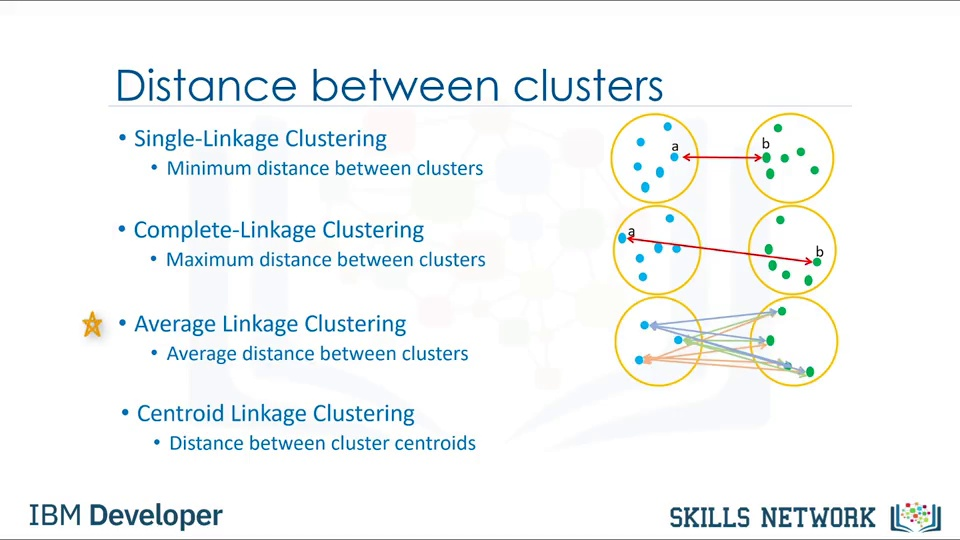 Distance between clusters
• Single-Linkage Clustering
• Minimum distance between clusters
a
b
• Complete-Linkage Clustering
• Maximum distance between clusters
a
b
• Average Linkage Clustering
• Average distance between clusters
• Centroid Linkage Clustering
• Distance between cluster centroids
IBM Developer
SKILLS NETWORK